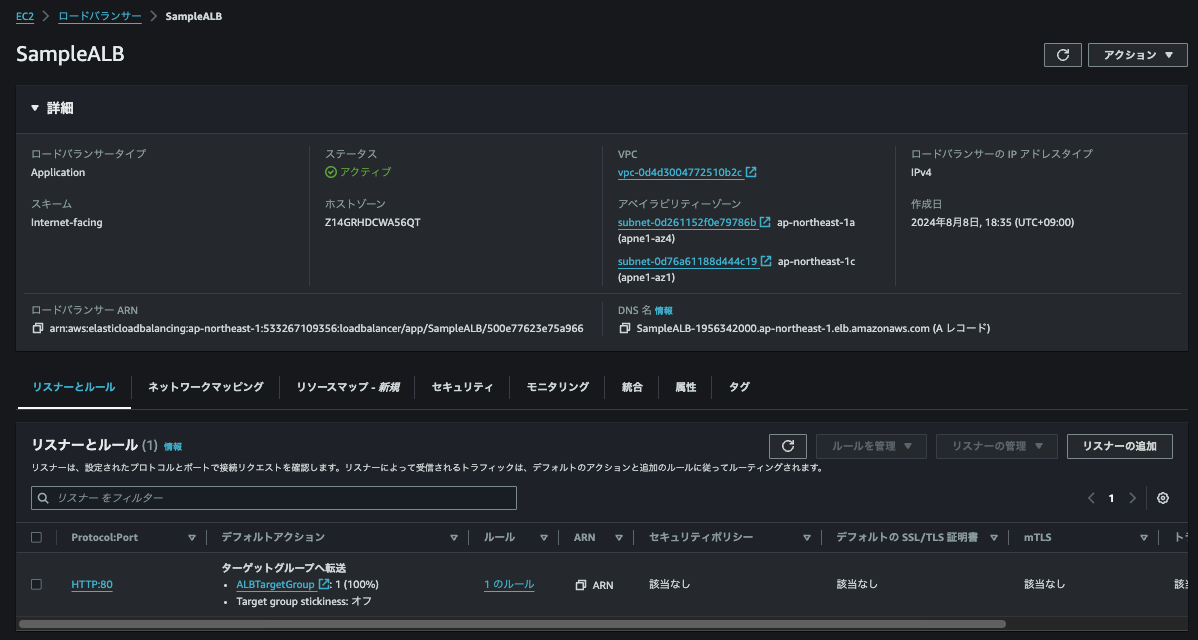 EC2 > ロードバランサー > SampleALB
SampleALB
アクション
詳細
ロードバランサータイプ
Application
ステータス
アクティブ
VPC
vpc-0d4d3004772510b2c
ロードバランサーの IP アドレスタイプ
IPv4
スキーム
Internet-facing
ホストゾーン
Z14GRHDCWA56QT
アベイラビリティーゾーン
subnet-0d261152f0e79786b ap-northeast-1a
(apne1-az4)
subnet-0d76a61188d444c19 ap-northeast-1c
(apne1-az1)
作成日
2024年8月8日, 18:35 (UTC+09:00)
ロードバランサー ARN
arn:aws:elasticloadbalancing:ap-northeast-1:533267109356:loadbalancer/app/SampleALB/500e77623e75a966
DNS 名 情報
SampleALB-1956342000.ap-northeast-1.elb.amazonaws.com (A レコード)
リスナーとルール ネットワークマッピング リソースマップ - 新規 セキュリティ モニタリング 統合 属性 タグ
リスナーとルール (1) 情報
ルールを管理 リスナーの管理 リスナーの追加
リスナーは、設定されたプロトコルとポートで接続リクエストを確認します。リスナーによって受信されるトラフィックは、デフォルトのアクションと追加のルールに従ってルーティングされます。
リスナー をフィルター
1
Protocol:Port デフォルトアクション ルール ARN セキュリティポリシー デフォルトの SSL/TLS 証明書 mTLS
HTTP:80
ターゲットグループへ転送
• ALBTargetGroup : 1 (100%)
• Target group stickiness: オフ
1 のルール
ARN
該当なし
該当なし
該当なし